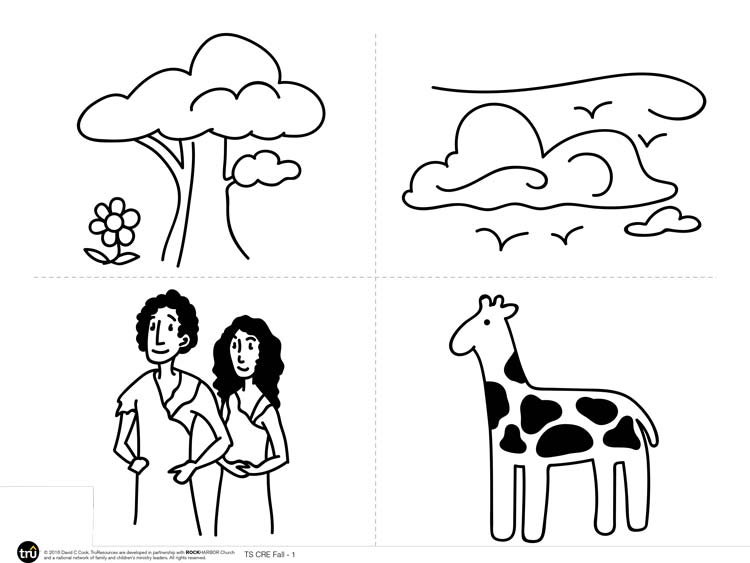 trū
© 2018 David C Cook. TruResources are developed in partnership with ROCKHARBOR Church
and a national network of family and children's ministry leaders. All rights reserved.
TS CRE Fall - 1